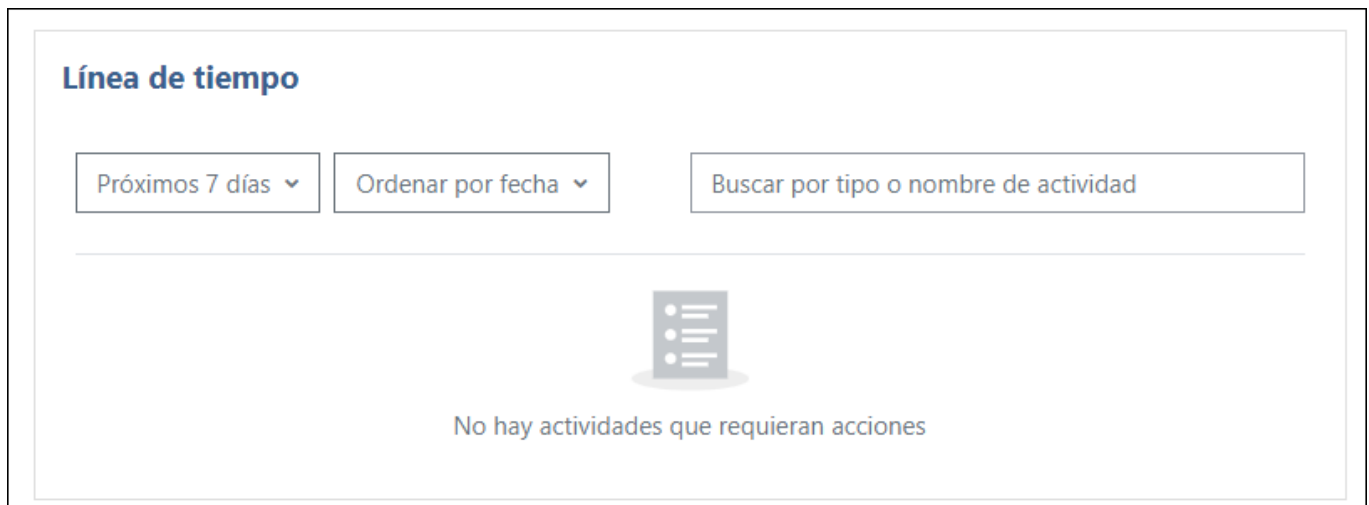 Línea de tiempo
Próximos 7 días Ordenar por fecha Buscar por tipo o nombre de actividad
No hay actividades que requieran acciones